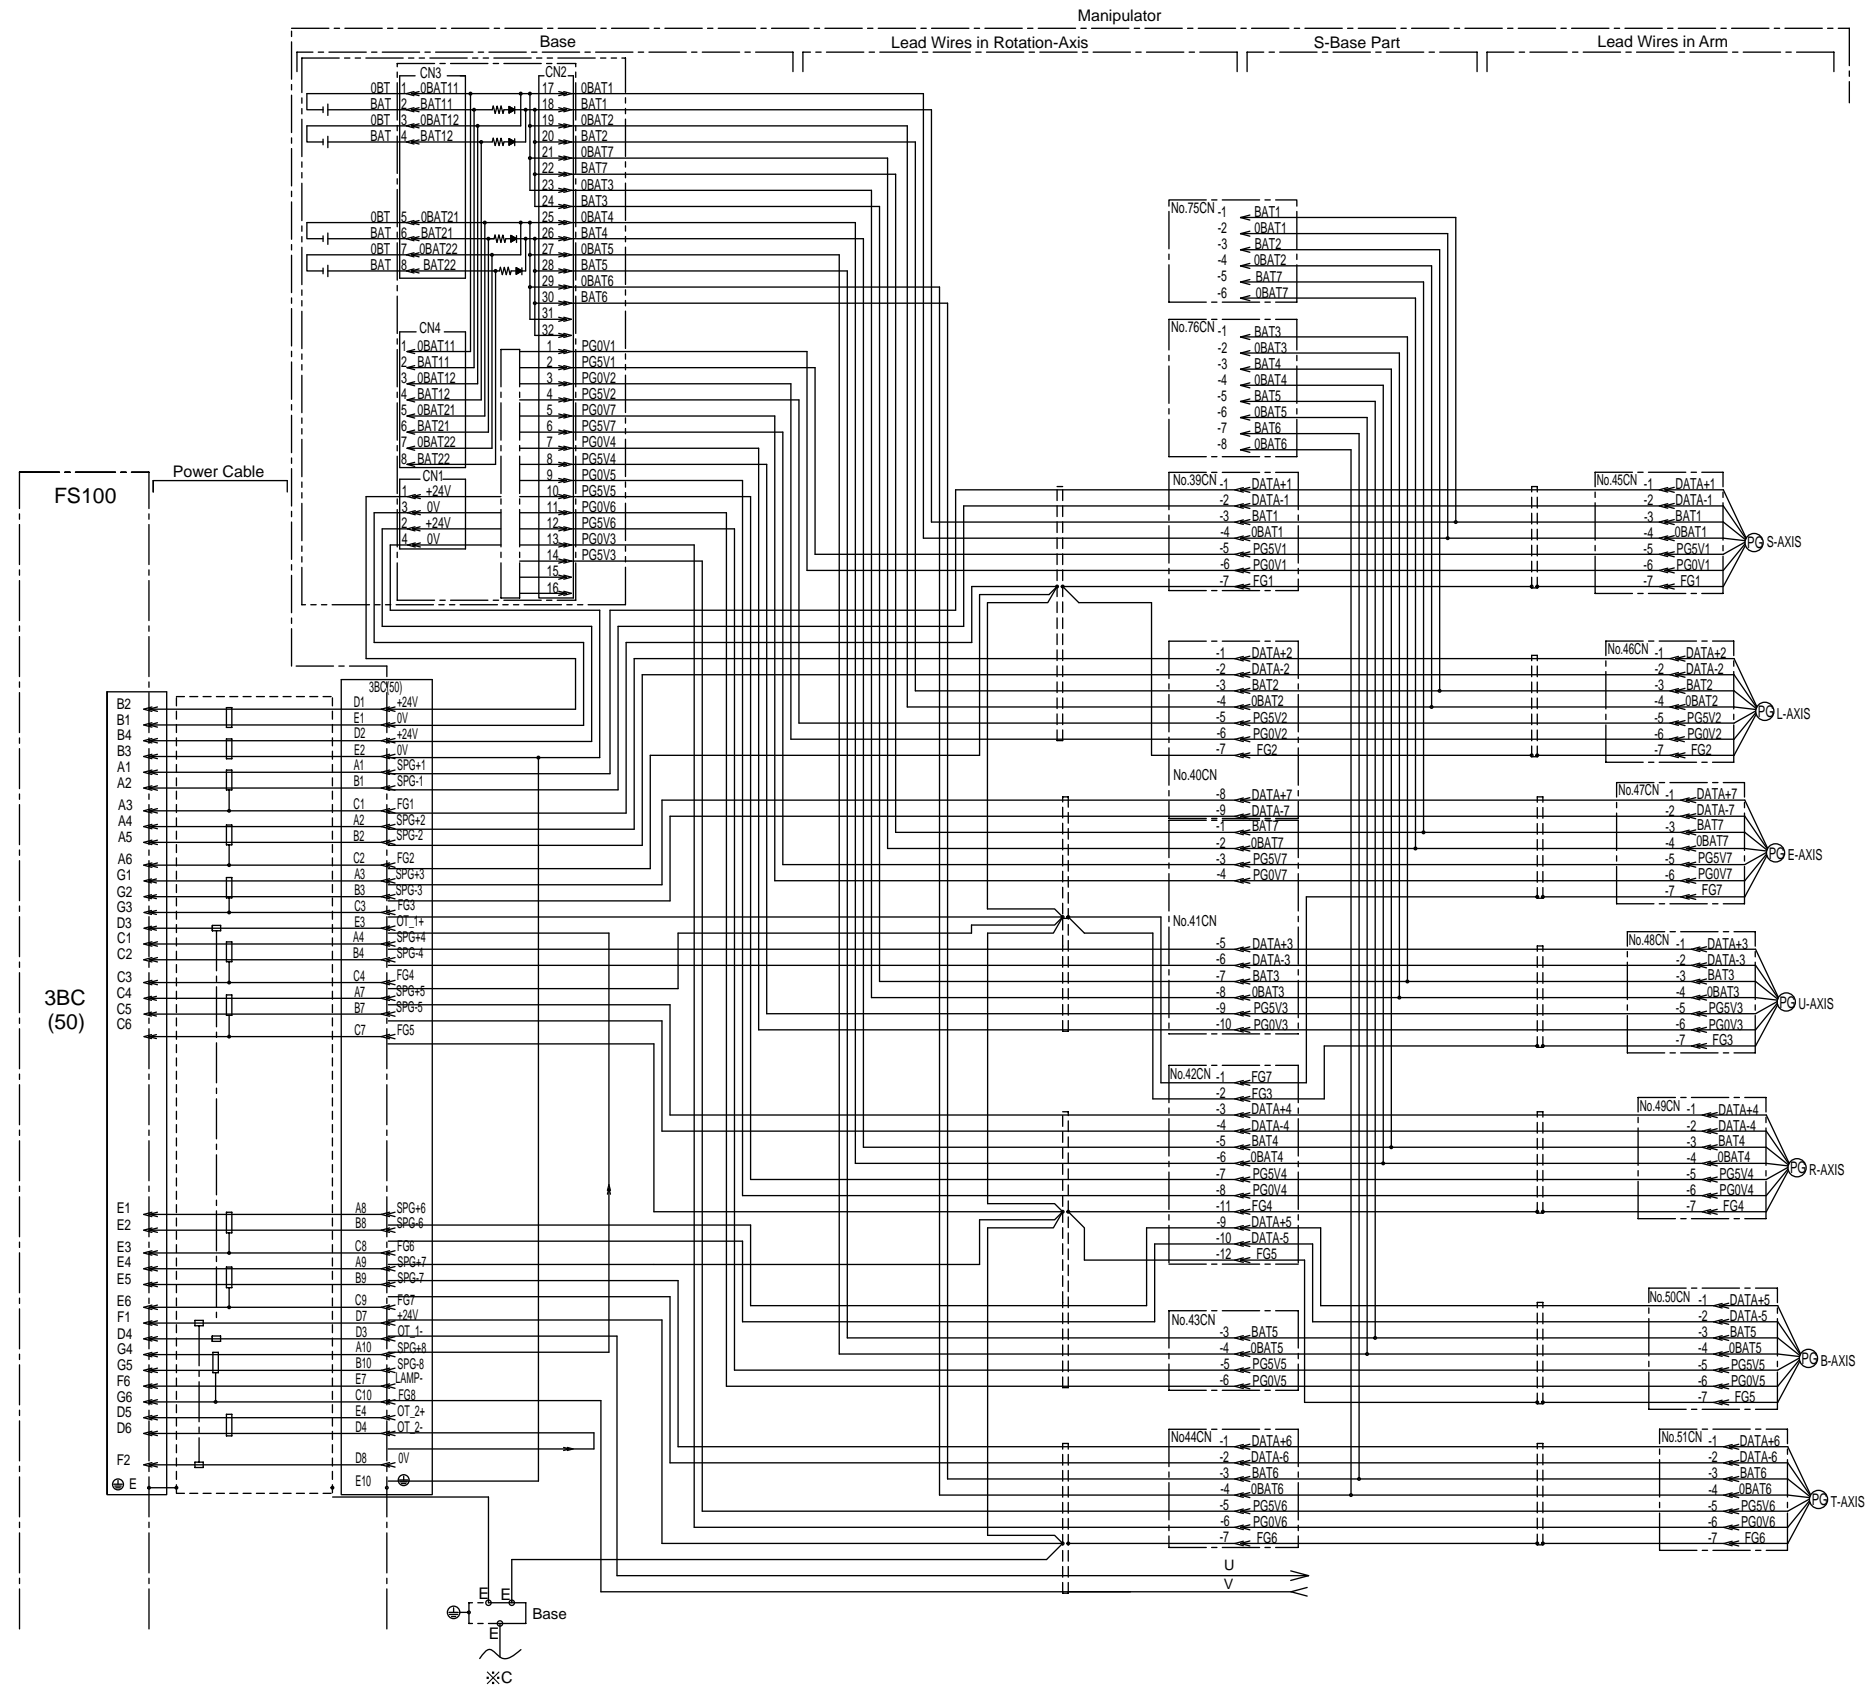 Manipulator
Base
Lead Wires in Rotation-Axis
S-Base Part
Lead Wires in Arm
CN3
0BT 1 0BAT11
BAT 2 BAT11
0BT 3 0BAT12
BAT 4 BAT12
0BT 5 0BAT21
BAT 6 BAT21
0BT 7 0BAT22
BAT 8 BAT22
CN2
17 0BAT1
18 BAT1
19 0BAT2
20 BAT2
21 0BAT7
22 BAT7
23 0BAT3
24 BAT3
25 0BAT4
26 BAT4
27 0BAT5
28 BAT5
29 0BAT6
30 BAT6
31
32
1 PG0V1
2 PG5V1
3 PG0V2
4 PG5V2
5 PG0V7
6 PG5V7
7 PG0V4
8 PG5V4
9 PG0V5
10 PG5V5
11 PG0V6
12 PG5V6
13 PG0V3
14 PG5V3
15
16
CN4
1 0BAT11
2 BAT11
3 0BAT12
4 BAT12
5 0BAT21
6 BAT21
7 0BAT22
8 BAT22
CN1
1 +24V
3 0V
2 +24V
4 0V
No.75CN -1 BAT1
-2 0BAT1
-3 BAT2
-4 0BAT2
-5 BAT7
-6 0BAT7
No.76CN -1 BAT3
-2 0BAT3
-3 BAT4
-4 0BAT4
-5 BAT5
-6 0BAT5
-7 BAT6
-8 0BAT6
FS100
Power Cable
No.39CN -1 DATA+1
-2 DATA-1
-3 BAT1
-4 0BAT1
-5 PG5V1
-6 PG0V1
-7 FG1
No.45CN -1 DATA+1
-2 DATA-1
-3 BAT1
-4 0BAT1
-5 PG5V1
-6 PG0V1
-7 FG1
PG S-AXIS
-1 DATA+2
-2 DATA-2
-3 BAT2
-4 0BAT2
-5 PG5V2
-6 PG0V2
-7 FG2
No.40CN
-8 DATA+7
-9 DATA-7
No.46CN -1 DATA+2
-2 DATA-2
-3 BAT2
-4 0BAT2
-5 PG5V2
-6 PG0V2
-7 FG2
PG L-AXIS
-1 BAT7
-2 0BAT7
-3 PG5V7
-4 PG0V7
No.41CN
-5 DATA+3
-6 DATA-3
-7 BAT3
-8 0BAT3
-9 PG5V3
-10 PG0V3
No.47CN -1 DATA+7
-2 DATA-7
-3 BAT7
-4 0BAT7
-5 PG5V7
-6 PG0V7
-7 FG7
PG E-AXIS
No.48CN -1 DATA+3
-2 DATA-3
-3 BAT3
-4 0BAT3
-5 PG5V3
-6 PG0V3
-7 FG3
PG U-AXIS
No.42CN -1 FG7
-2 FG3
-3 DATA+4
-4 DATA-4
-5 BAT4
-6 0BAT4
-7 PG5V4
-8 PG0V4
-11 FG4
-9 DATA+5
-10 DATA-5
-12 FG5
No.49CN -1 DATA+4
-2 DATA-4
-3 BAT4
-4 0BAT4
-5 PG5V4
-6 PG0V4
-7 FG4
PG R-AXIS
No.43CN
-3 BAT5
-4 0BAT5
-5 PG5V5
-6 PG0V5
No.50CN -1 DATA+5
-2 DATA-5
-3 BAT5
-4 0BAT5
-5 PG5V5
-6 PG0V5
-7 FG5
PG B-AXIS
No44CN -1 DATA+6
-2 DATA-6
-3 BAT6
-4 0BAT6
-5 PG5V6
-6 PG0V6
-7 FG6
No.51CN -1 DATA+6
-2 DATA-6
-3 BAT6
-4 0BAT6
-5 PG5V6
-6 PG0V6
-7 FG6
PG T-AXIS
3BC
(50)
3BC(50)
B2 D1 +24V
B1 E1 0V
B4 D2 +24V
B3 E2 0V
A1 A1 SPG+1
A2 B1 SPG-1
A3 C1 FG1
A4 A2 SPG+2
A5 B2 SPG-2
A6 C2 FG2
G1 A3 SPG+3
G2 B3 SPG-3
G3 C3 FG3
D3 E3 OT_1+
C1 A4 SPG+4
C2 B4 SPG-4
C3 C4 FG4
C4 A7 SPG+5
C5 B7 SPG-5
C6 C7 FG5
E1 A8 SPG+6
E2 B8 SPG-6
E3 C8 FG6
E4 A9 SPG+7
E5 B9 SPG-7
E6 C9 FG7
F1 D7 +24V
D4 D3 OT_1-
G4 A10 SPG+8
G5 B10 SPG-8
F6 E7 LAMP-
G6 C10 FG8
D5 E4 OT_2+
D6 D4 OT_2-
F2 D8 0V
E E10
U
V
E E
Base
E
※C